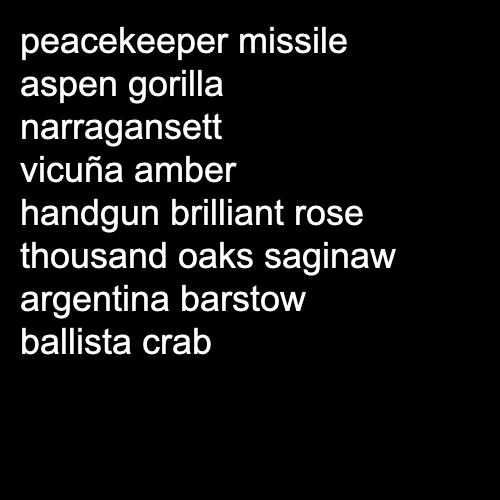 peacekeeper missile
aspen gorilla
narragansett
vicuña amber
handgun brilliant rose
thousand oaks saginaw
argentina barstow
ballista crab